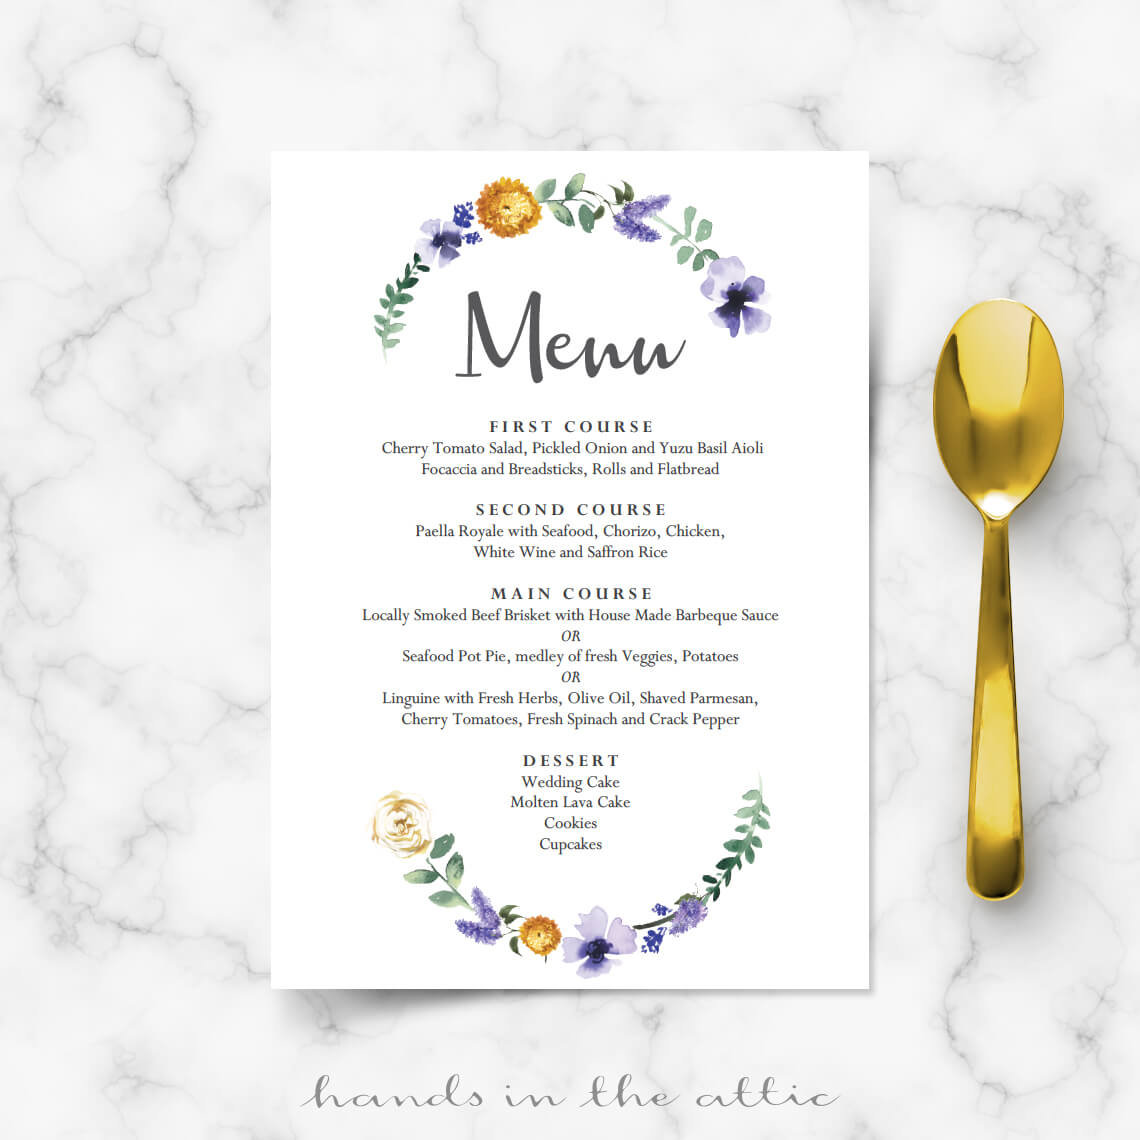 Menu
FIRST COURSE
Cherry Tomato Salad, Pickled Onion and Yuzu Basil Aioli
Focaccia and Breadsticks, Rolls and Flatbread
SECOND COURSE
Paella Royale with Seafood, Chorizo, Chicken,
White Wine and Saffron Rice
MAIN COURSE
Locally Smoked Beef Brisket with House Made Barbeque Sauce
OR
Seafood Pot Pie, medley of fresh Veggies, Potatoes
OR
Linguine with Fresh Herbs, Olive Oil, Shaved Parmesan,
Cherry Tomatoes, Fresh Spinach and Crack Pepper
DESSERT
Wedding Cake
Molten Lava Cake
Cookies
Cupcakes
hands in the attic